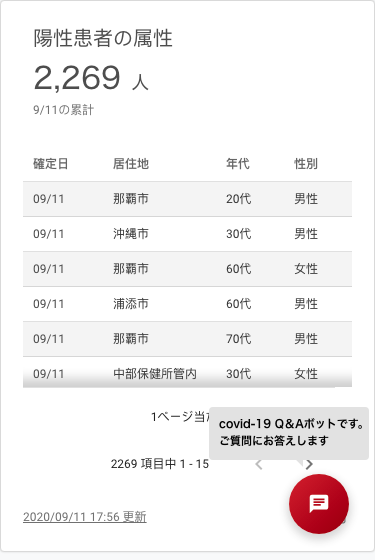 陽性患者の属性
2,269 人
9/11の累計
確定日 居住地 年代 性別
09/11 那覇市 20代 男性
09/11 沖縄市 30代 男性
09/11 那覇市 60代 女性
09/11 浦添市 60代 男性
09/11 那覇市 70代 男性
09/11 中部保健所管内 30代 女性
1ページ当
covid-19 Q&Aボットです。
ご質問にお答えします
2269 項目中 1 - 15
2020/09/11 17:56 更新